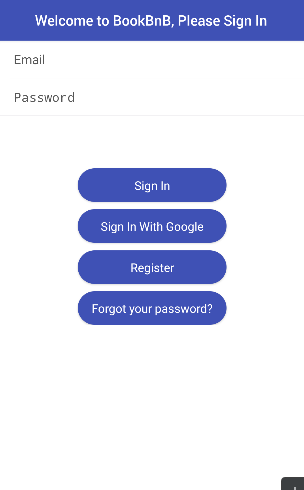 Welcome to BookBnB, Please Sign In
Email
Password
Sign In
Sign In With Google
Register
Forgot your password?